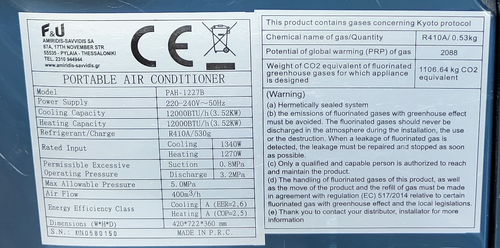 F&U
AMIRIDIS-SAVVIDIS SA
87A, 17TH NOVEMBER STR
55535 - PYLAIA - THESSALONIKI
TEL. 2310 944944
www.amiridis-savvidis.gr
CE
PORTABLE AIR CONDITIONER
Model PAH-1227B
Power Supply 220-240V~50Hz
Cooling Capacity 12000BTU/h(3.52KW)
Heating Capacity 12000BTU/h(3.52KW)
Refrigerant/Charge R410A/530g
Rated Input Cooling 1340W
Heating 1270W
Permissible Excessive Operating Pressure Suction 0.8MPa
Discharge 3.2MPa
Max Allowable Pressure 5.0MPa
Air Flow 400m³/h
Energy Efficiency Class Cooling A (EER=2.6)
Heating A (COP=2.5)
Dimensions (W*H*D) 420*722*360 mm
S.N.: MADE IN P.R.C.
This product contains gases concerning Kyoto protocol
Chemical name of gas/Quantity R410A/ 0.53kg
Potential of global warming (PRP) of gas 2088
Weight of CO2 equivalent of fluorinated greenhouse gases for which appliance is designed 1106.64 kg CO2 equivalent
(Warning)
(a) Hermetically sealed system
(b) the emissions of fluorinated gases with greenhouse effect
must be avoided. The fluorinated gases should never be
discharged in the atmosphere during the installation, the use
or the destruction. When a leakage of fluorinated gas is
detected, the leakage must be repaired and stopped as soon
as possible.
(c) Only a qualified and capable person is authorized to reach
and maintain the product.
(d) The handling of fluorinated gases of this product, as well
as the move of the product and the refill of gas must be made
in agreement with regulation (EC) 517/2014 relative to certain
fluorinated gas with greenhouse effect and the local legislations.
(e) Thank you to contact your distributor, installator for more
information